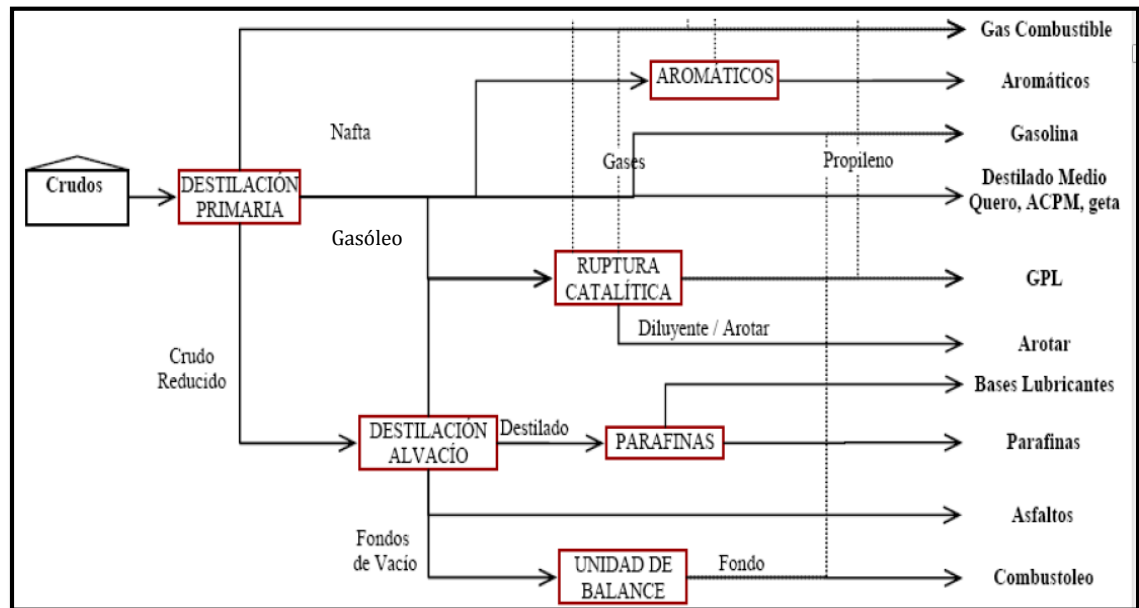 Gas Combustible
AROMÁTICOS
Aromáticos
Nafta
Gasolina
Gases
Propileno
Crudos
DESTILACIÓN
PRIMARIA
Destilado Medio
Quero, ACPM, geta
Gasóleo
RUPTURA
CATALÍTICA
GPL
Diluyente / Arotar
Arotar
Crudo
Reducido
Bases Lubricantes
DESTILACIÓN
ALVACÍO
Destilado
PARAFINAS
Parafinas
Asfaltos
Fondos
de Vacío
UNIDAD DE
BALANCE
Fondo
Combustoleo